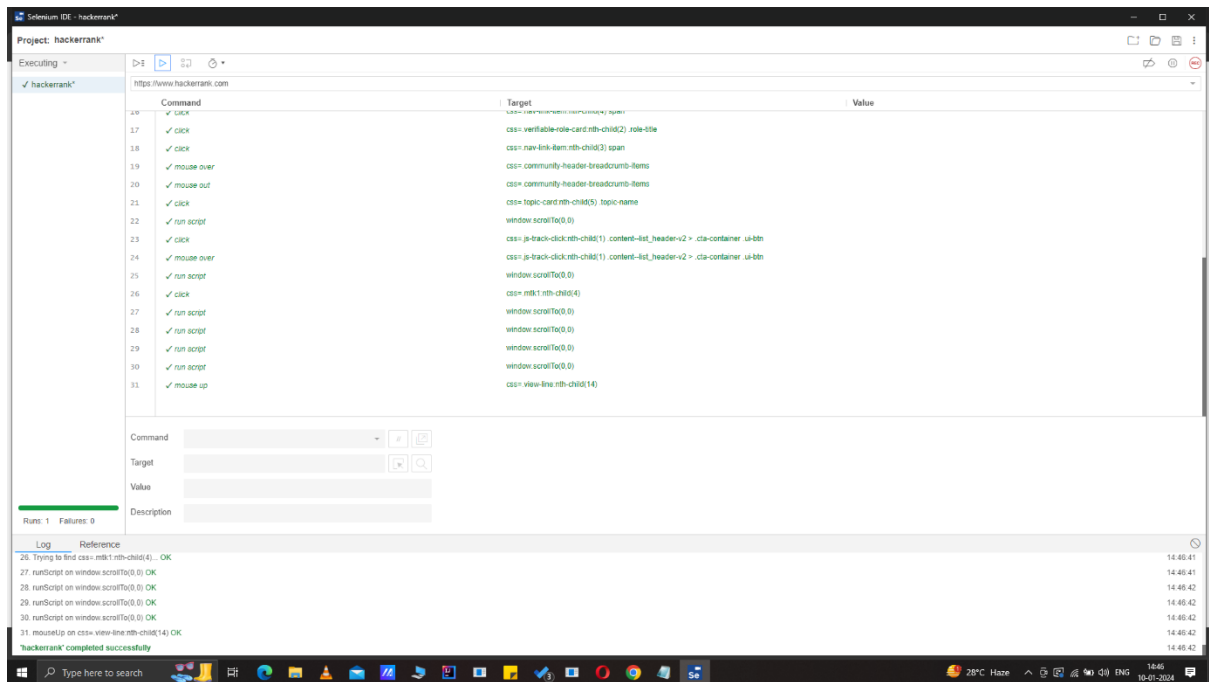 Selenium IDE - hackerrank*
Project: hackerrank*
Executing
✓ hackerrank*
https://www.hackerrank.com
Command Target Value
16 ✓ click css=.nav-link-item:nth-child(4) span
17 ✓ click css=.verifiable-role-card:nth-child(2) .role-title
18 ✓ click css=.nav-link-item:nth-child(3) span
19 ✓ mouse over css=.community-header-breadcrumb-items
20 ✓ mouse out css=.community-header-breadcrumb-items
21 ✓ click css=.topic-card:nth-child(5) .topic-name
22 ✓ run script window.scrollTo(0,0)
23 ✓ click css=.js-track-click:nth-child(1) .content--list_header-v2 > .cta-container .ui-btn
24 ✓ mouse over css=.js-track-click:nth-child(1) .content--list_header-v2 > .cta-container .ui-btn
25 ✓ run script window.scrollTo(0,0)
26 ✓ click css=.mtk1:nth-child(4)
27 ✓ run script window.scrollTo(0,0)
28 ✓ run script window.scrollTo(0,0)
29 ✓ run script window.scrollTo(0,0)
30 ✓ run script window.scrollTo(0,0)
31 ✓ mouse up css=.view-line:nth-child(14)
Command //
Target
Value
Description
Runs: 1 Failures: 0
Log Reference
26. Trying to find css=.mtk1:nth-child(4)... OK 14:46:41
27. runScript on window.scrollTo(0,0) OK 14:46:41
28. runScript on window.scrollTo(0,0) OK 14:46:42
29. runScript on window.scrollTo(0,0) OK 14:46:42
30. runScript on window.scrollTo(0,0) OK 14:46:42
31. mouseUp on css=.view-line:nth-child(14) OK 14:46:42
'hackerrank' completed successfully 14:46:42
Type here to search 28°C Haze ENG 14:46
10-01-2024